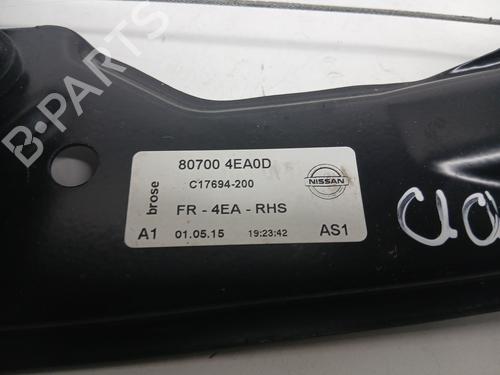 B-PARTS
brose
80700 4EA0D
C17694-200
NISSAN
FR - 4EA - RHS
A1 01.05.15 19:23:42 AS1